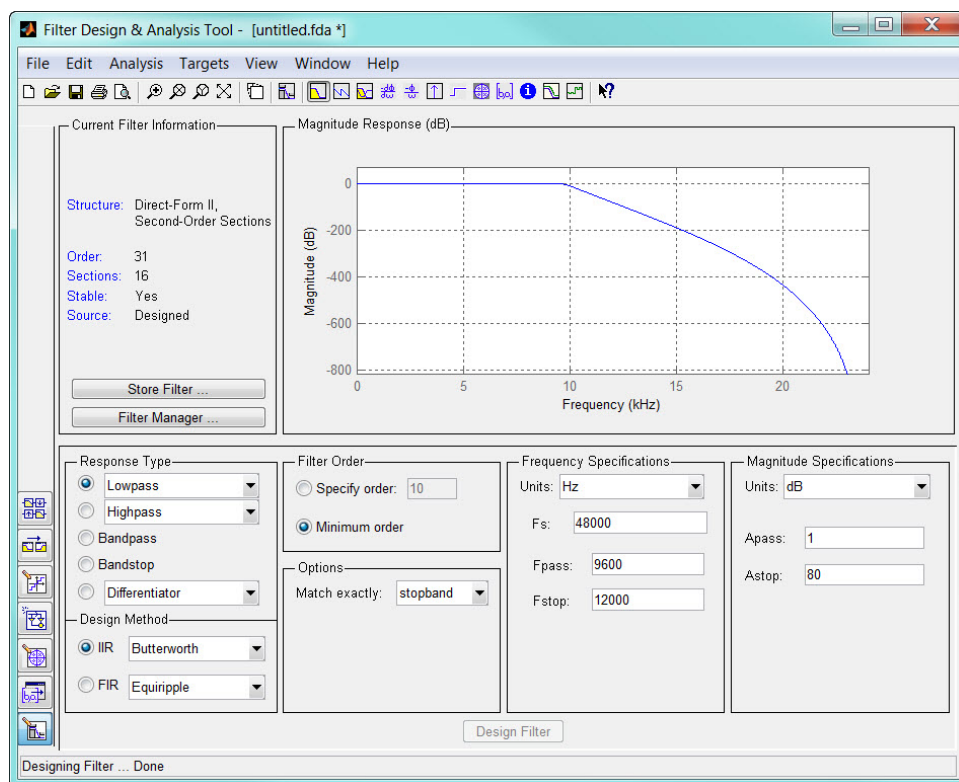 Filter Design & Analysis Tool - [untitled.fda *]
File Edit Analysis Targets View Window Help
Current Filter Information
Structure: Direct-Form II,
Second-Order Sections
Order: 31
Sections: 16
Stable: Yes
Source: Designed
Store Filter ...
Filter Manager ...
Magnitude Response (dB)
Magnitude (dB)
0
-200
-400
-600
-800
0 5 10 15 20
Frequency (kHz)
Response Type
Lowpass
Highpass
Bandpass
Bandstop
Differentiator
Design Method
IIR Butterworth
FIR Equiripple
Filter Order
Specify order: 10
Minimum order
Options
Match exactly: stopband
Frequency Specifications
Units: Hz
Fs: 48000
Fpass: 9600
Fstop: 12000
Magnitude Specifications
Units: dB
Apass: 1
Astop: 80
Design Filter
Designing Filter ... Done